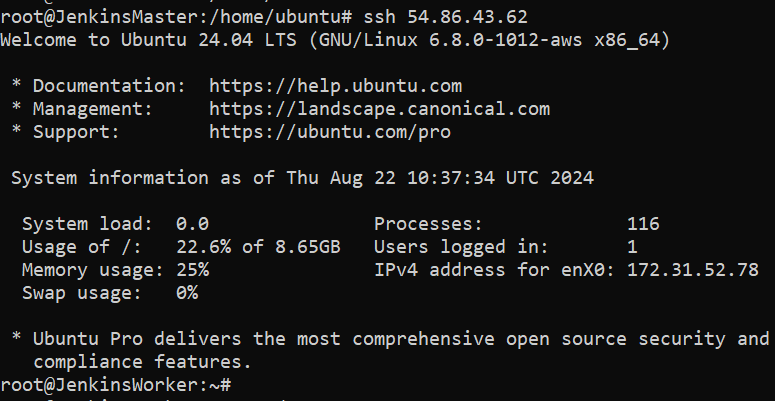 root@JenkinsMaster:/home/ubuntu# ssh 54.86.43.62
Welcome to Ubuntu 24.04 LTS (GNU/Linux 6.8.0-1012-aws x86_64)
* Documentation: https://help.ubuntu.com
* Management: https://landscape.canonical.com
* Support: https://ubuntu.com/pro
System information as of Thu Aug 22 10:37:34 UTC 2024
System load: 0.0 Processes: 116
Usage of /: 22.6% of 8.65GB Users logged in: 1
Memory usage: 25% IPv4 address for enX0: 172.31.52.78
Swap usage: 0%
* Ubuntu Pro delivers the most comprehensive open source security and
compliance features.
root@JenkinsWorker:~#